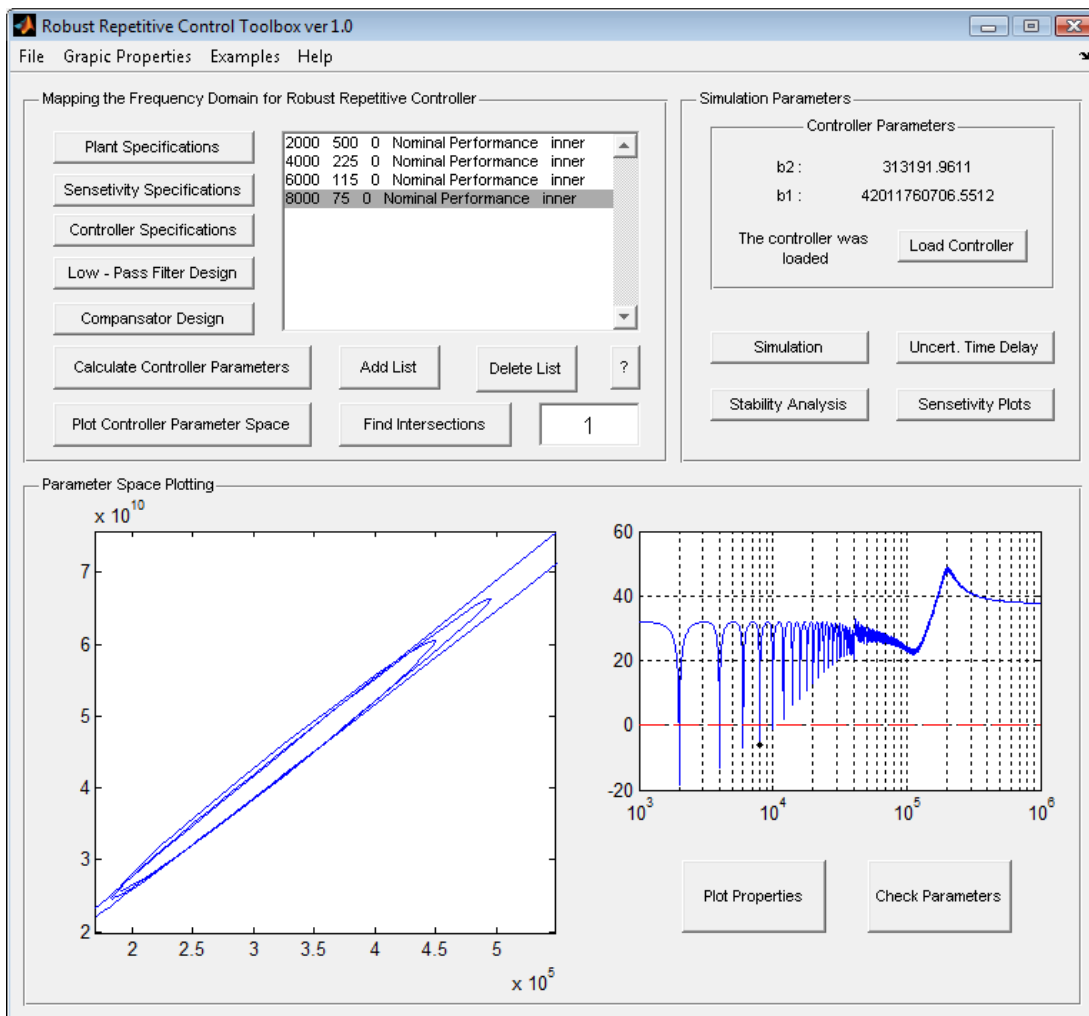 Robust Repetitive Control Toolbox ver 1.0
File Grapic Properties Examples Help
Mapping the Frequency Domain for Robust Repetitive Controller
Plant Specifications
Sensetivity Specifications
Controller Specifications
Low - Pass Filter Design
Compansator Design
2000 500 0 Nominal Performance inner
4000 225 0 Nominal Performance inner
6000 115 0 Nominal Performance inner
8000 75 0 Nominal Performance inner
Calculate Controller Parameters
Add List
Delete List
?
Plot Controller Parameter Space
Find Intersections
1
Simulation Parameters
Controller Parameters
b2 : 313191.9611
b1 : 42011760706.5512
The controller was
loaded
Load Controller
Simulation
Uncert. Time Delay
Stability Analysis
Sensetivity Plots
Parameter Space Plotting
x 10^10
7
6
5
4
3
2
2 2.5 3 3.5 4 4.5 5
x 10^5
60
40
20
0
-20
10^3 10^4 10^5 10^6
Plot Properties
Check Parameters